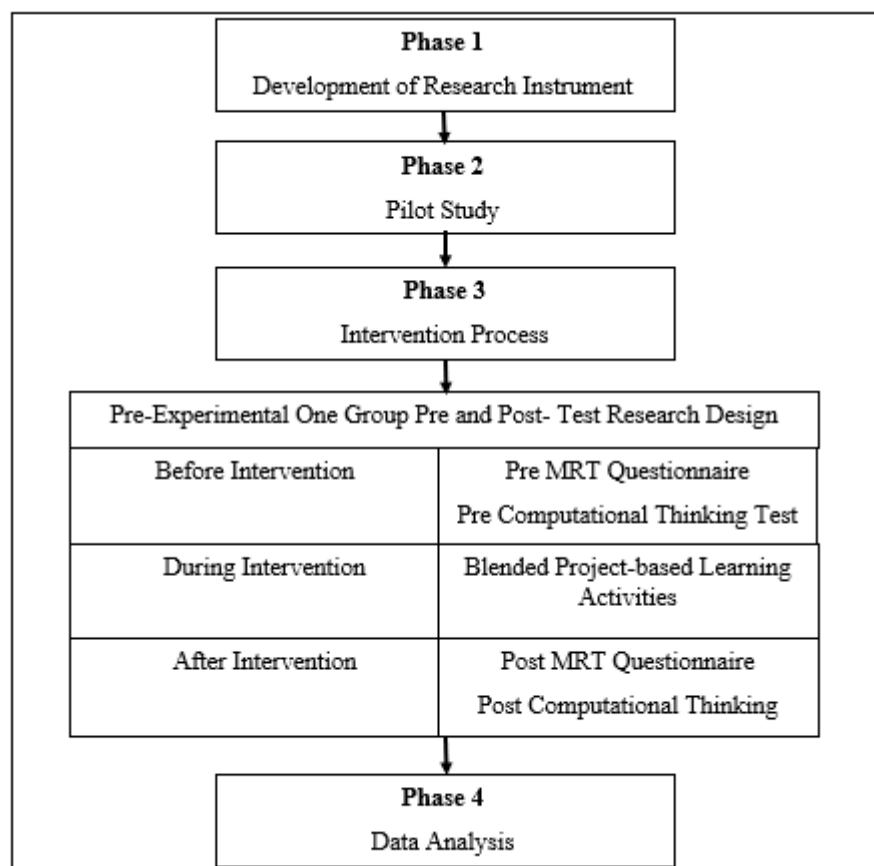 Phase 1
Development of Research Instrument
Phase 2
Pilot Study
Phase 3
Intervention Process
Pre-Experimental One Group Pre and Post- Test Research Design
Before Intervention
Pre MRT Questionnaire
Pre Computational Thinking Test
During Intervention
Blended Project-based Learning
Activities
After Intervention
Post MRT Questionnaire
Post Computational Thinking
Phase 4
Data Analysis